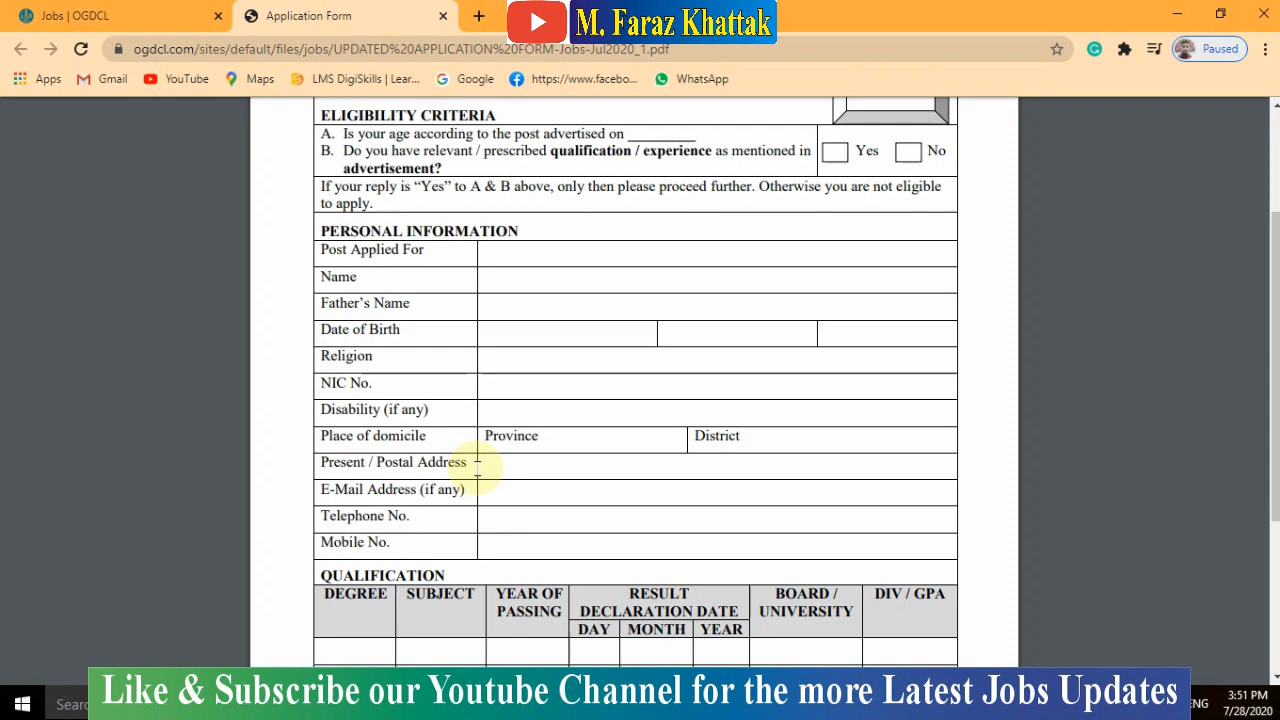 Jobs | OGDCL
Application Form
M. Faraz Khattak
ogdcl.com/sites/default/files/jobs/UPDATED%20APPLICATION%20FORM-Jobs-Jul2020_1.pdf
Paused
Apps
Gmail
YouTube
Maps
LMS DigiSkills | Lear...
Google
https://www.facebo...
WhatsApp
ELIGIBILITY CRITERIA
A. Is your age according to the post advertised on _________
B. Do you have relevant / prescribed qualification / experience as mentioned in
advertisement?
Yes
No
If your reply is “Yes” to A & B above, only then please proceed further. Otherwise you are not eligible
to apply.
PERSONAL INFORMATION
Post Applied For
Name
Father’s Name
Date of Birth
Religion
NIC No.
Disability (if any)
Place of domicile Province District
Present / Postal Address
E-Mail Address (if any)
Telephone No.
Mobile No.
QUALIFICATION
DEGREE SUBJECT YEAR OF PASSING RESULT DECLARATION DATE BOARD / UNIVERSITY DIV / GPA
DAY MONTH YEAR
Like & Subscribe our Youtube Channel for the more Latest Jobs Updates
Sear
ENG
3:51 PM
7/28/2020